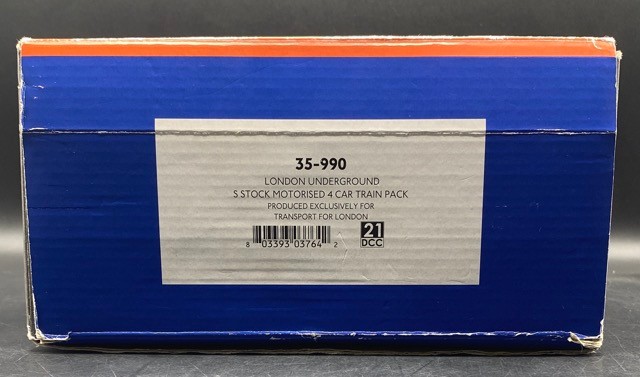 35-990
LONDON UNDERGROUND
S STOCK MOTORISED 4 CAR TRAIN PACK
PRODUCED EXCLUSIVELY FOR
TRANSPORT FOR LONDON
8 03393 03764 2
21
DCC